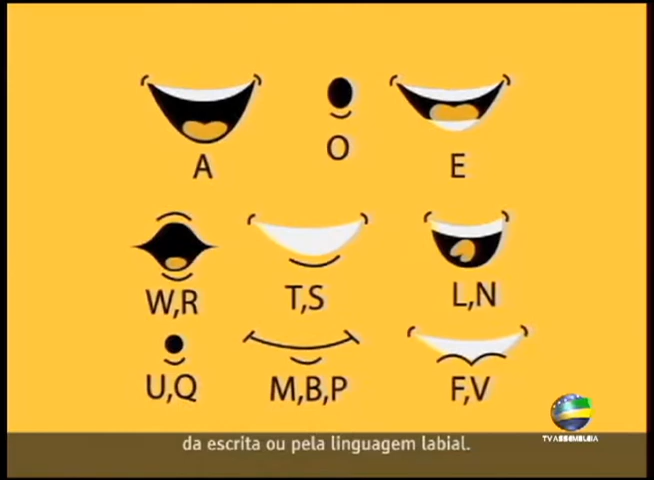 A
O
E
W,R
T,S
L,N
U,Q
M,B,P
F,V
TV ASSEMBLEIA
da escrita ou pela linguagem labial.